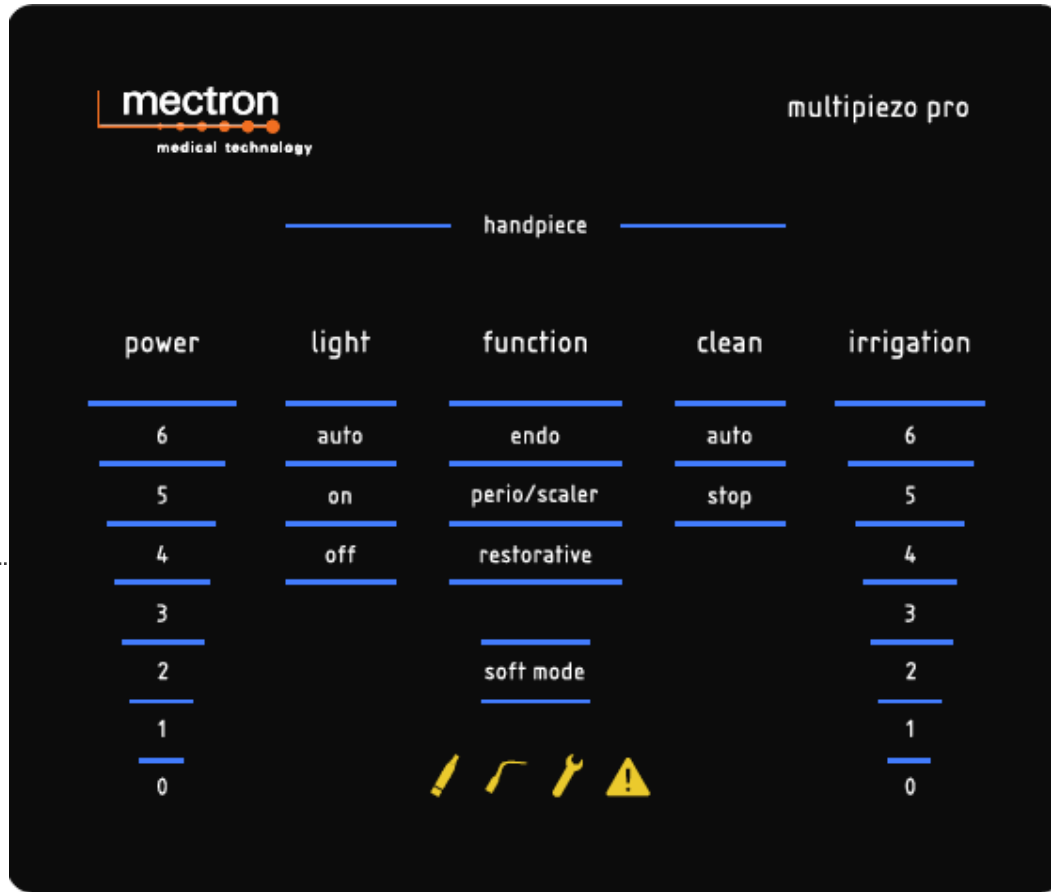 mectron
medical technology
multipiezo pro
handpiece
power light function clean irrigation
6 auto endo auto 6
5 on perio/scaler stop 5
4 off restorative 4
3 3
2 soft mode 2
1 1
0 0